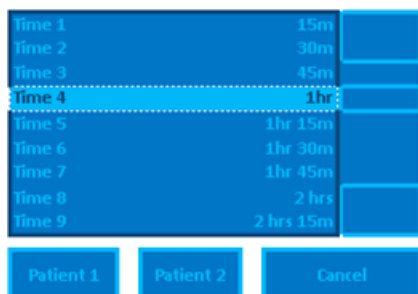 Time 1 15m
Time 2 30m
Time 3 45m
Time 4 1hr
Time 5 1hr 15m
Time 6 1hr 30m
Time 7 1hr 45m
Time 8 2 hrs
Time 9 2 hrs 15m
Patient 1 Patient 2 Cancel